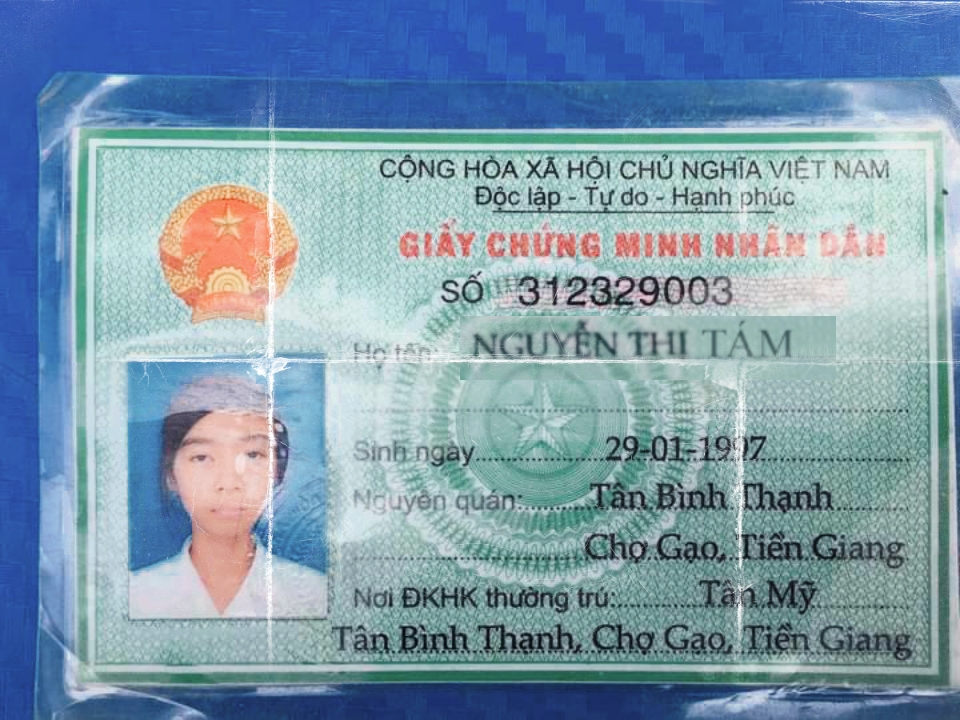 CỘNG HÒA XÃ HỘI CHỦ NGHĨA VIỆT NAM
Độc lập - Tự do - Hạnh phúc
GIẤY CHỨNG MINH NHÂN DÂN
SỐ 312329003
Họ tên: NGUYỄN THỊ TÁM
Sinh ngày 29-01-1997
Nguyên quán: Tân Bình Thạnh
Chợ Gạo, Tiền Giang
Nơi ĐKHK thường trú: Tân Mỹ
Tân Bình Thạnh, Chợ Gạo, Tiền Giang